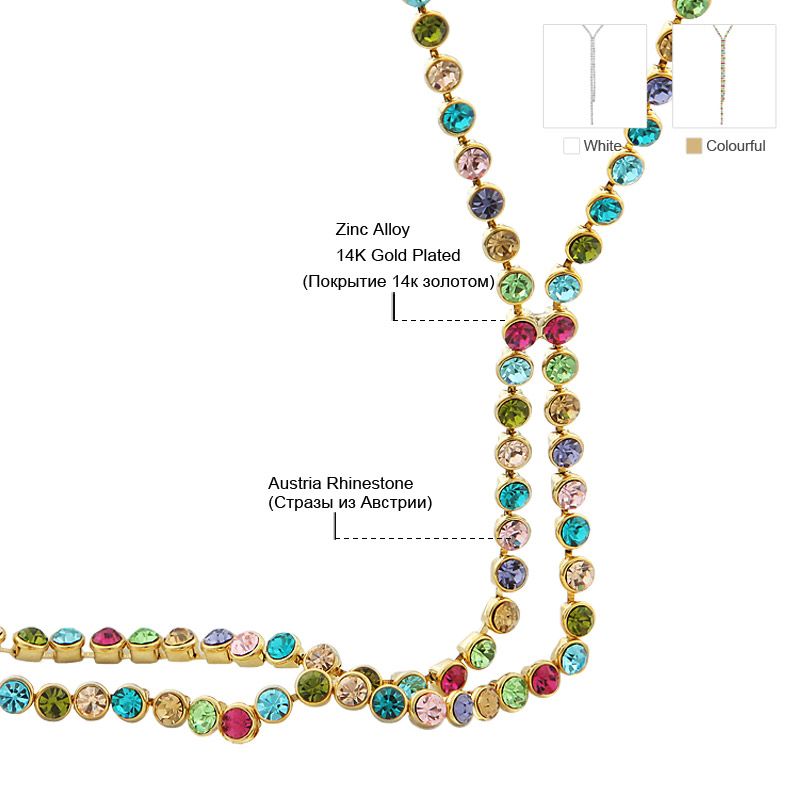 White
Colourful
Zinc Alloy
14K Gold Plated
(Покрытие 14к золотом)
Austria Rhinestone
(Стразы из Австрии)